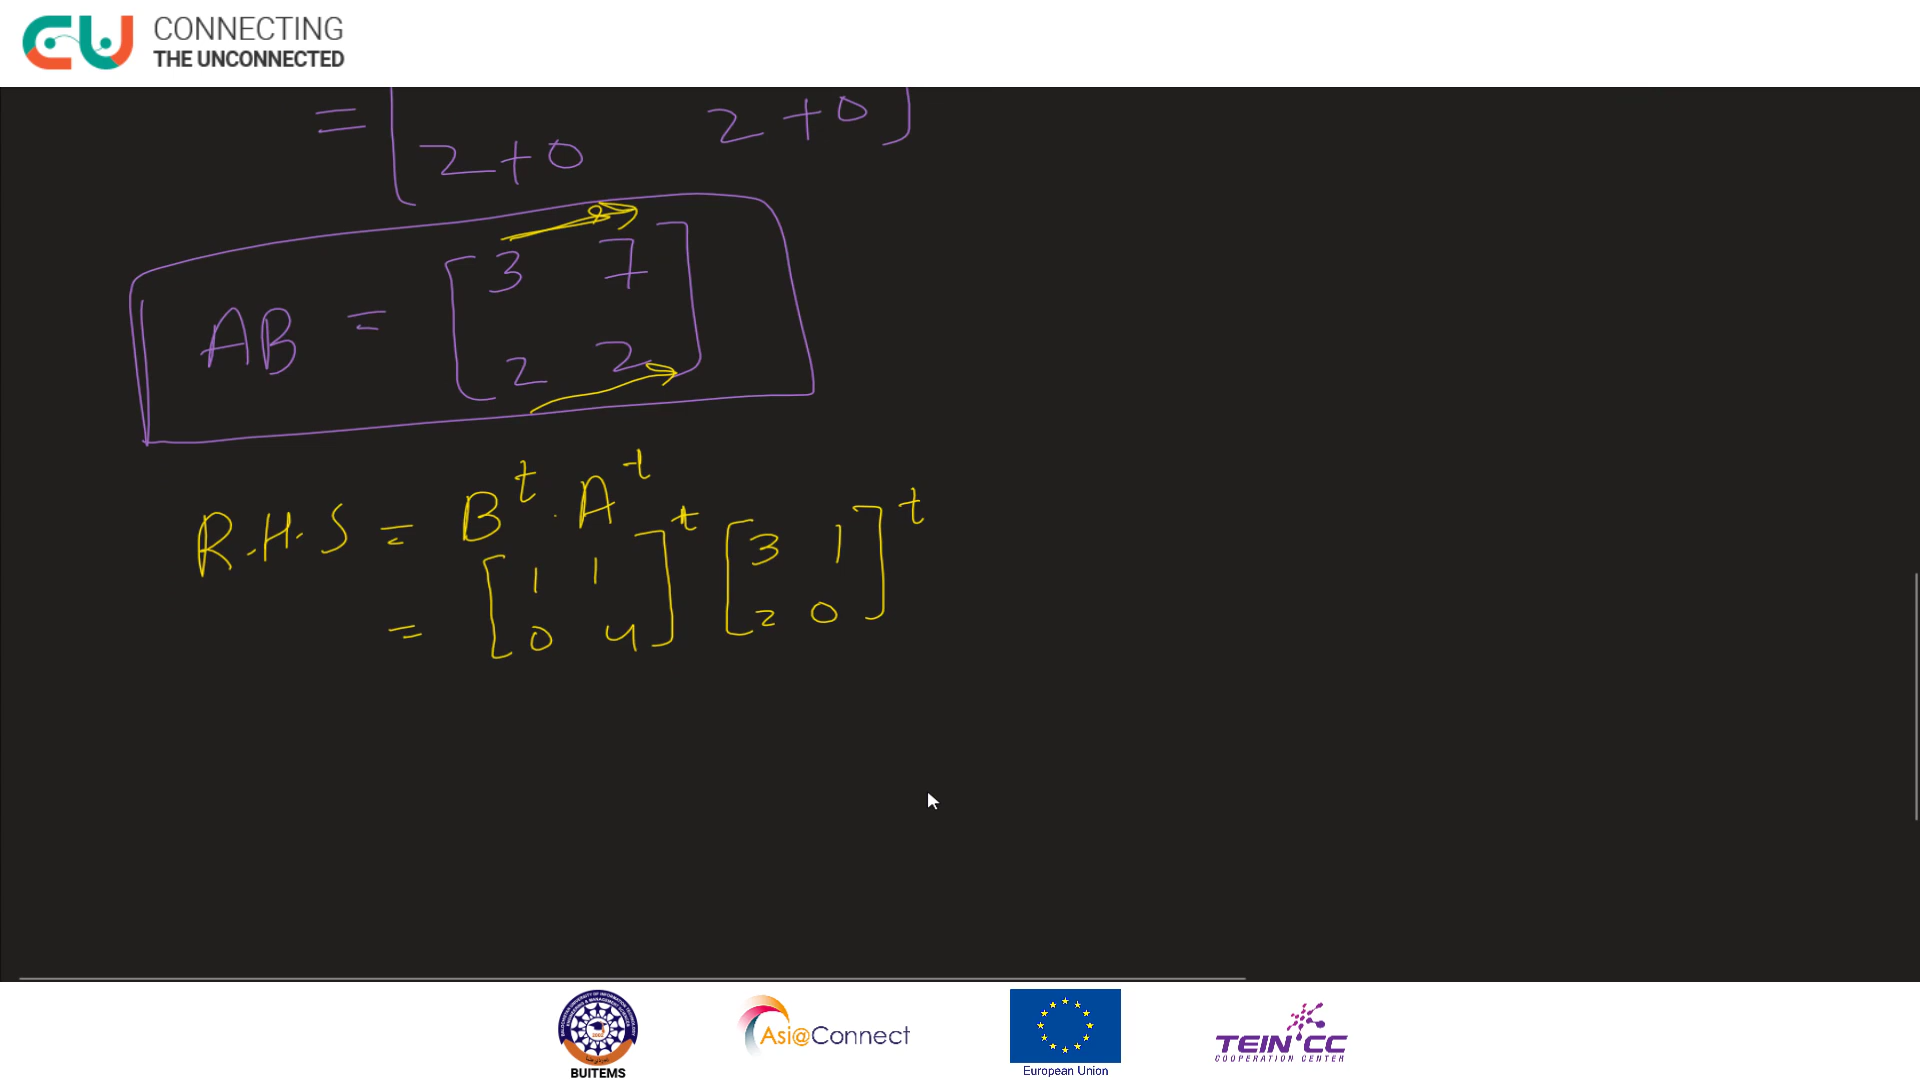 CONNECTING
THE UNCONNECTED
= [2+0 2+0]
AB = [3 7
2 2]
R.H.S = B^t . A^t
= [1 1
0 4]^t [3 1
2 0]^t
BUITEMS
Asi@Connect
European Union
TEIN*CC
COOPERATION CENTER